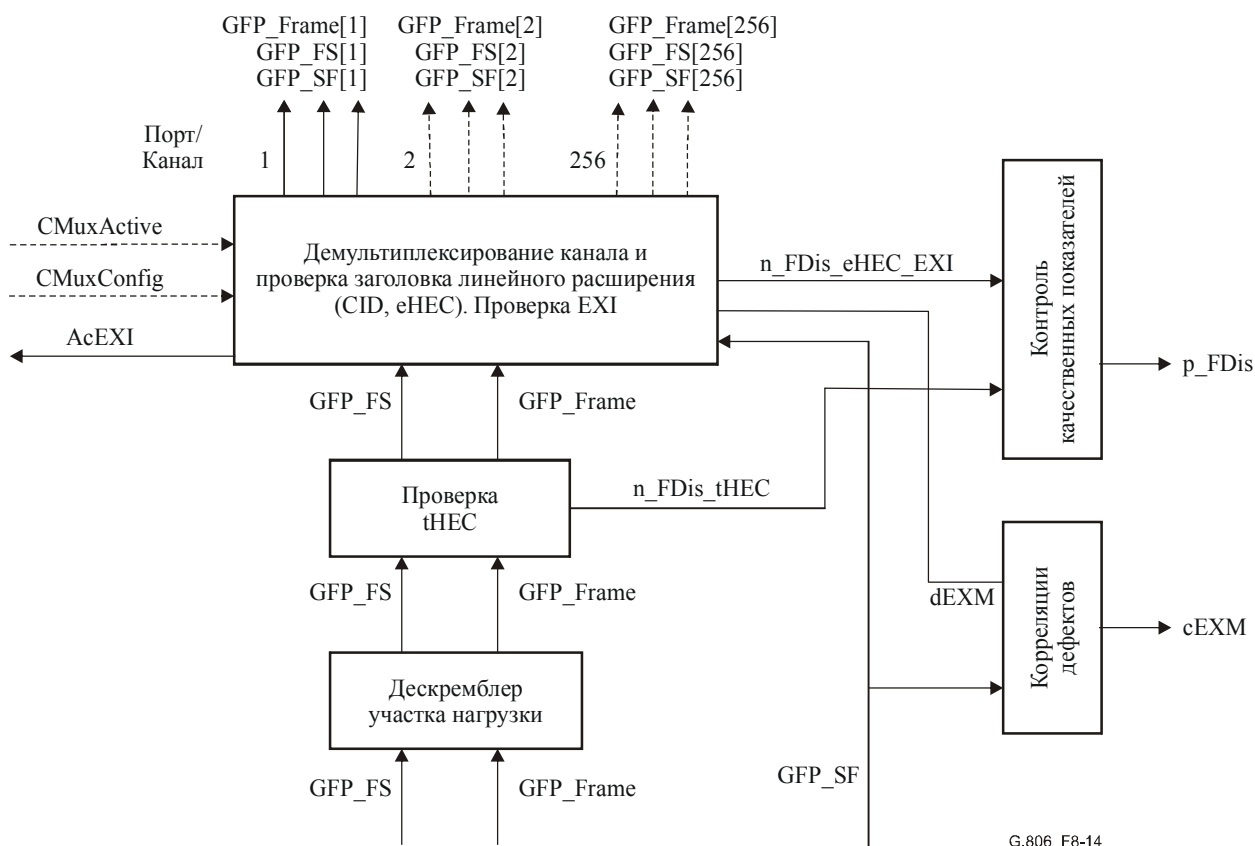 GFP_Frame[1]
GFP_FS[1]
GFP_SF[1]
GFP_Frame[2]
GFP_FS[2]
GFP_SF[2]
GFP_Frame[256]
GFP_FS[256]
GFP_SF[256]
Порт/
Канал
1
2
256
CMuxActive
CMuxConfig
AcEXI
Демультиплексирование канала и
проверка заголовка линейного расширения
(CID, eHEC). Проверка EXI
n_FDis_eHEC_EXI
Контроль
качественных показателей
p_FDis
GFP_FS
GFP_Frame
Проверка
tHEC
n_FDis_tHEC
GFP_FS
GFP_Frame
dEXM
Корреляции
дефектов
cEXM
Дескремблер
участка нагрузки
GFP_FS
GFP_Frame
GFP_SF
G.806_F8-14